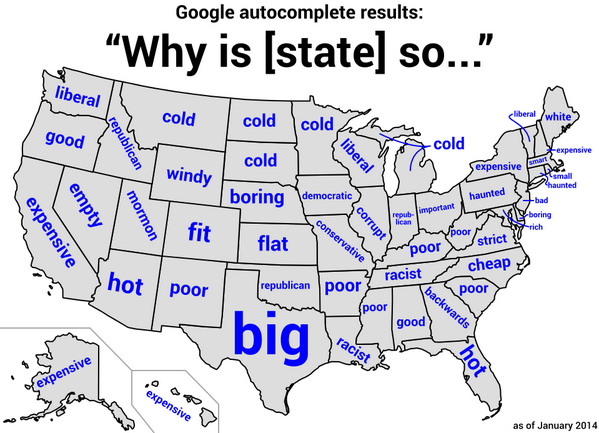 Google autocomplete results:
“Why is [state] so...”
liberal
cold
cold
cold
liberal
white
good
republican
cold
liberal
cold
expensive
windy
expensive
smart
small
haunted
empty
mormon
boring
democratic
haunted
bad
boring
rich
expensive
fit
flat
conservative
corrupt
repub-
lican
important
poor
poor
strict
hot
poor
republican
poor
racist
cheap
poor
big
poor
good
backwards
racist
hot
expensive
expensive
as of January 2014